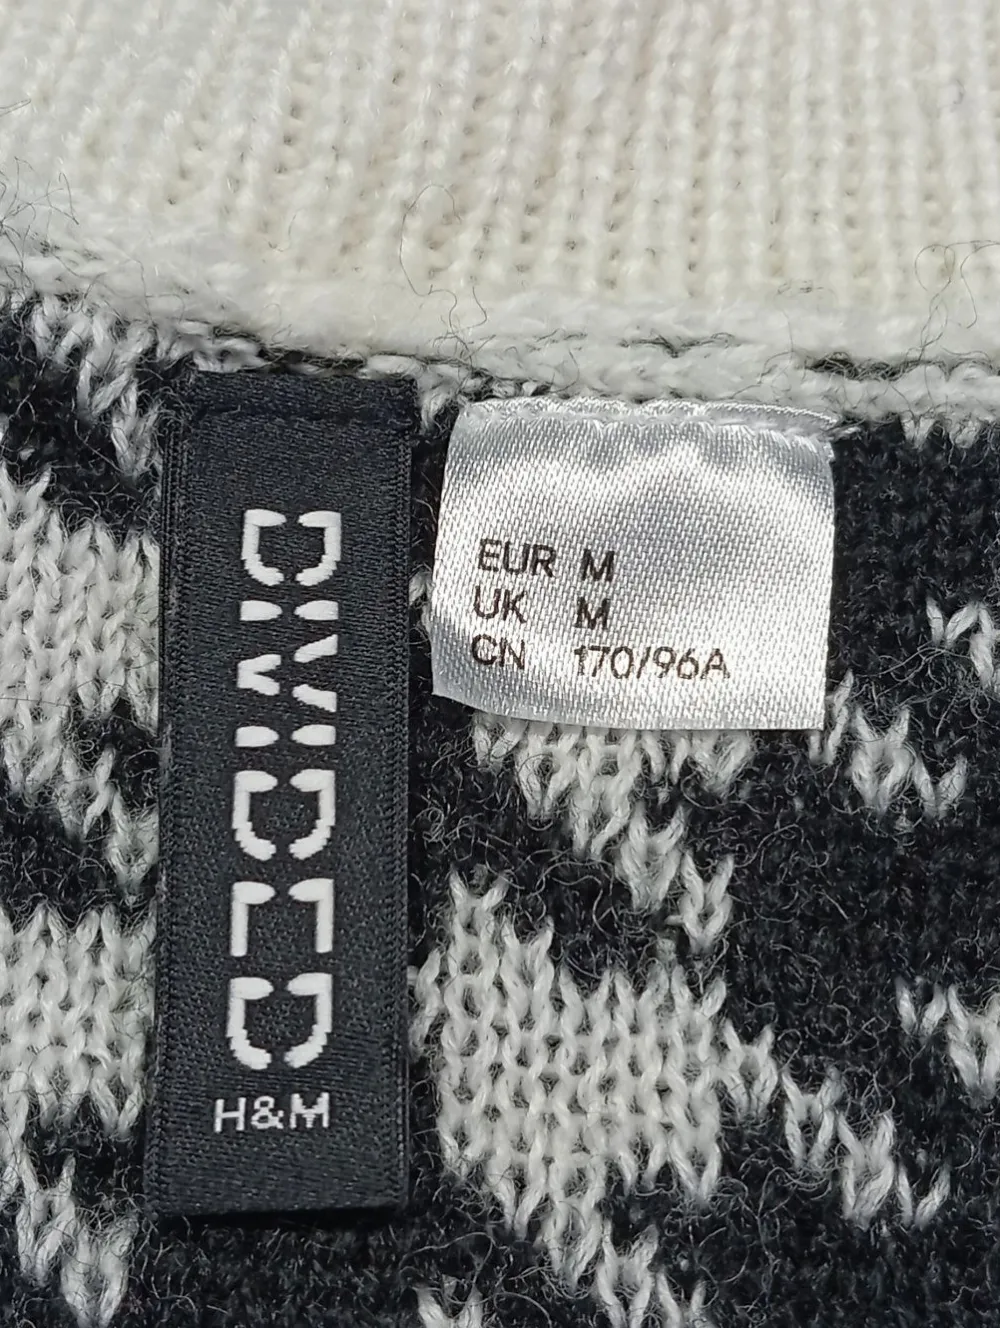 DIVIDED
H&M
EUR M
UK M
CN 170/96A